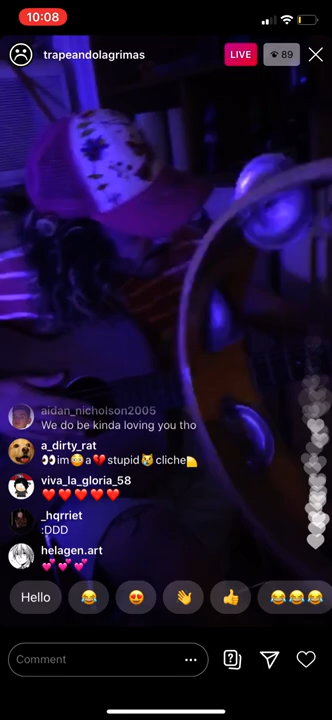 10:08
trapeandolagrimas
LIVE
89
aidan_nicholson2005
We do be kinda loving you tho
a_dirty_rat
👀im😳a💔stupid😿cliche📐
viva_la_gloria_58
❤️❤️❤️❤️❤️
_hqrriet
:DDD
helagen.art
💕💕💕
Hello 😂 😍 👋 👍 😂😂😂
Comment